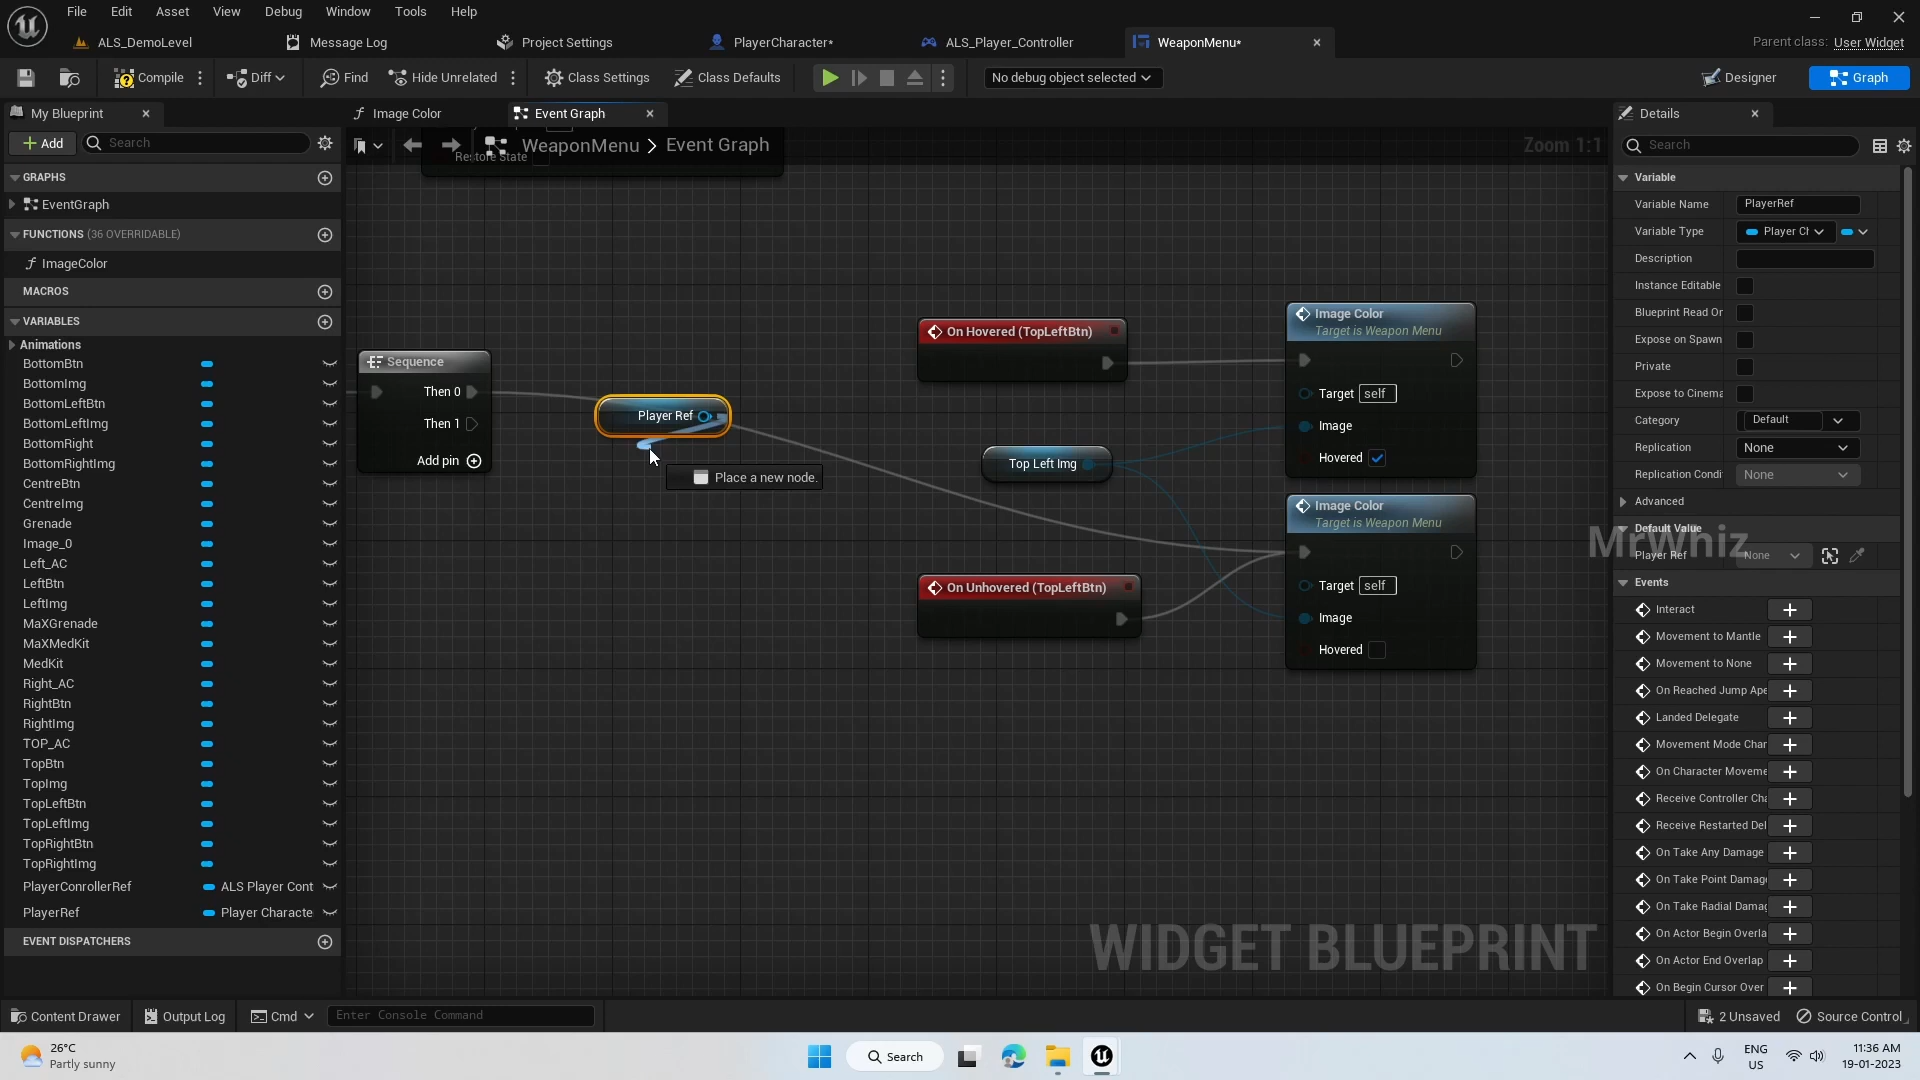 File Edit Asset View Debug Window Tools Help
ALS_DemoLevel
Message Log
Project Settings
PlayerCharacter*
ALS_Player_Controller
WeaponMenu*
Parent class: User Widget
Compile
Diff
Find
Hide Unrelated
Class Settings
Class Defaults
No debug object selected
Designer
Graph
My Blueprint
Image Color
Event Graph
Details
Add
Search
WeaponMenu > Event Graph
Restore State
Zoom 1:1
Search
GRAPHS
EventGraph
FUNCTIONS (36 OVERRIDABLE)
ImageColor
MACROS
VARIABLES
Animations
BottomBtn
BottomImg
BottomLeftBtn
BottomLeftImg
BottomRight
BottomRightImg
CentreBtn
CentreImg
Grenade
Image_0
Left_AC
LeftBtn
LeftImg
MaXGrenade
MaXMedKit
MedKit
Right_AC
RightBtn
RightImg
TOP_AC
TopBtn
TopImg
TopLeftBtn
TopLeftImg
TopRightBtn
TopRightImg
PlayerConrollerRef ALS Player Cont
PlayerRef Player Characte
EVENT DISPATCHERS
Sequence
Then 0
Then 1
Add pin
Player Ref
Place a new node.
On Hovered (TopLeftBtn)
Top Left Img
On Unhovered (TopLeftBtn)
Image Color
Target is Weapon Menu
Target self
Image
Hovered
Image Color
Target is Weapon Menu
Target self
Image
Hovered
WIDGET BLUEPRINT
MrWhiz
Variable
Variable Name PlayerRef
Variable Type Player Ch
Description
Instance Editable
Blueprint Read Or
Expose on Spawn
Private
Expose to Cinema
Category Default
Replication None
Replication Condi None
Advanced
Default Value
Player Ref None
Events
Interact
Movement to Mantle
Movement to None
On Reached Jump Ape
Landed Delegate
Movement Mode Chan
On Character Moveme
Receive Controller Cha
Receive Restarted Del
On Take Any Damage
On Take Point Damag
On Take Radial Damag
On Actor Begin Overla
On Actor End Overlap
On Begin Cursor Over
Content Drawer
Output Log
Cmd
Enter Console Command
2 Unsaved
Source Control
26°C
Partly sunny
Search
ENG
US
11:36 AM
19-01-2023